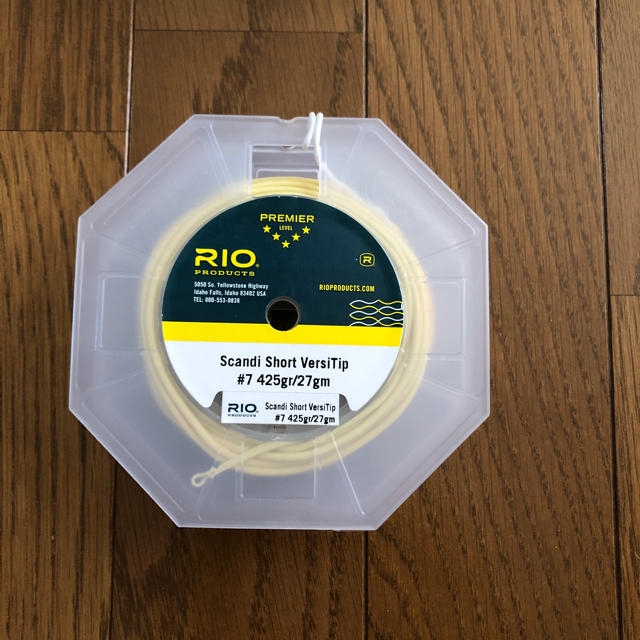 PREMIER
LEVEL
RIO.
PRODUCTS
R
5050 So. Yellowstone Highway
Idaho Falls, Idaho 83402 USA
TEL: 800-553-0838
RIOPRODUCTS.COM
Scandi Short VersiTip
#7 425gr/27gm
RIO. Scandi Short VersiTip
PRODUCTS #7 425gr/27gm